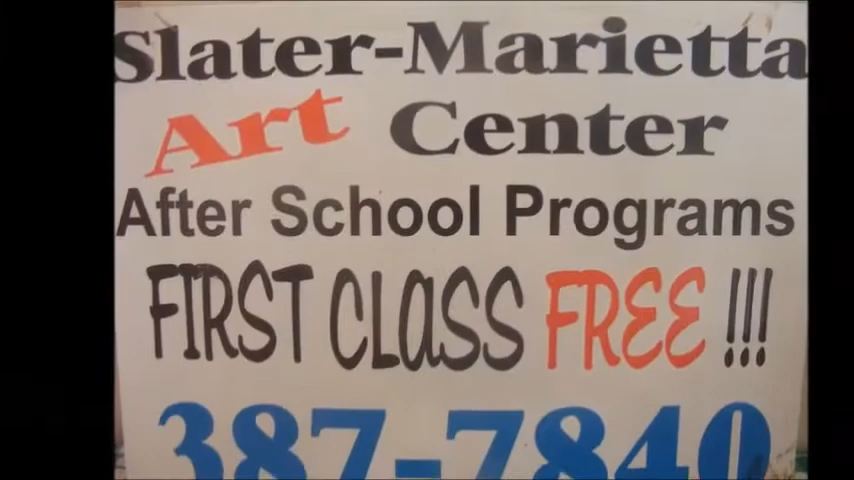 Slater-Marietta
Art Center
After School Programs
FIRST CLASS FREE !!!
387-7840